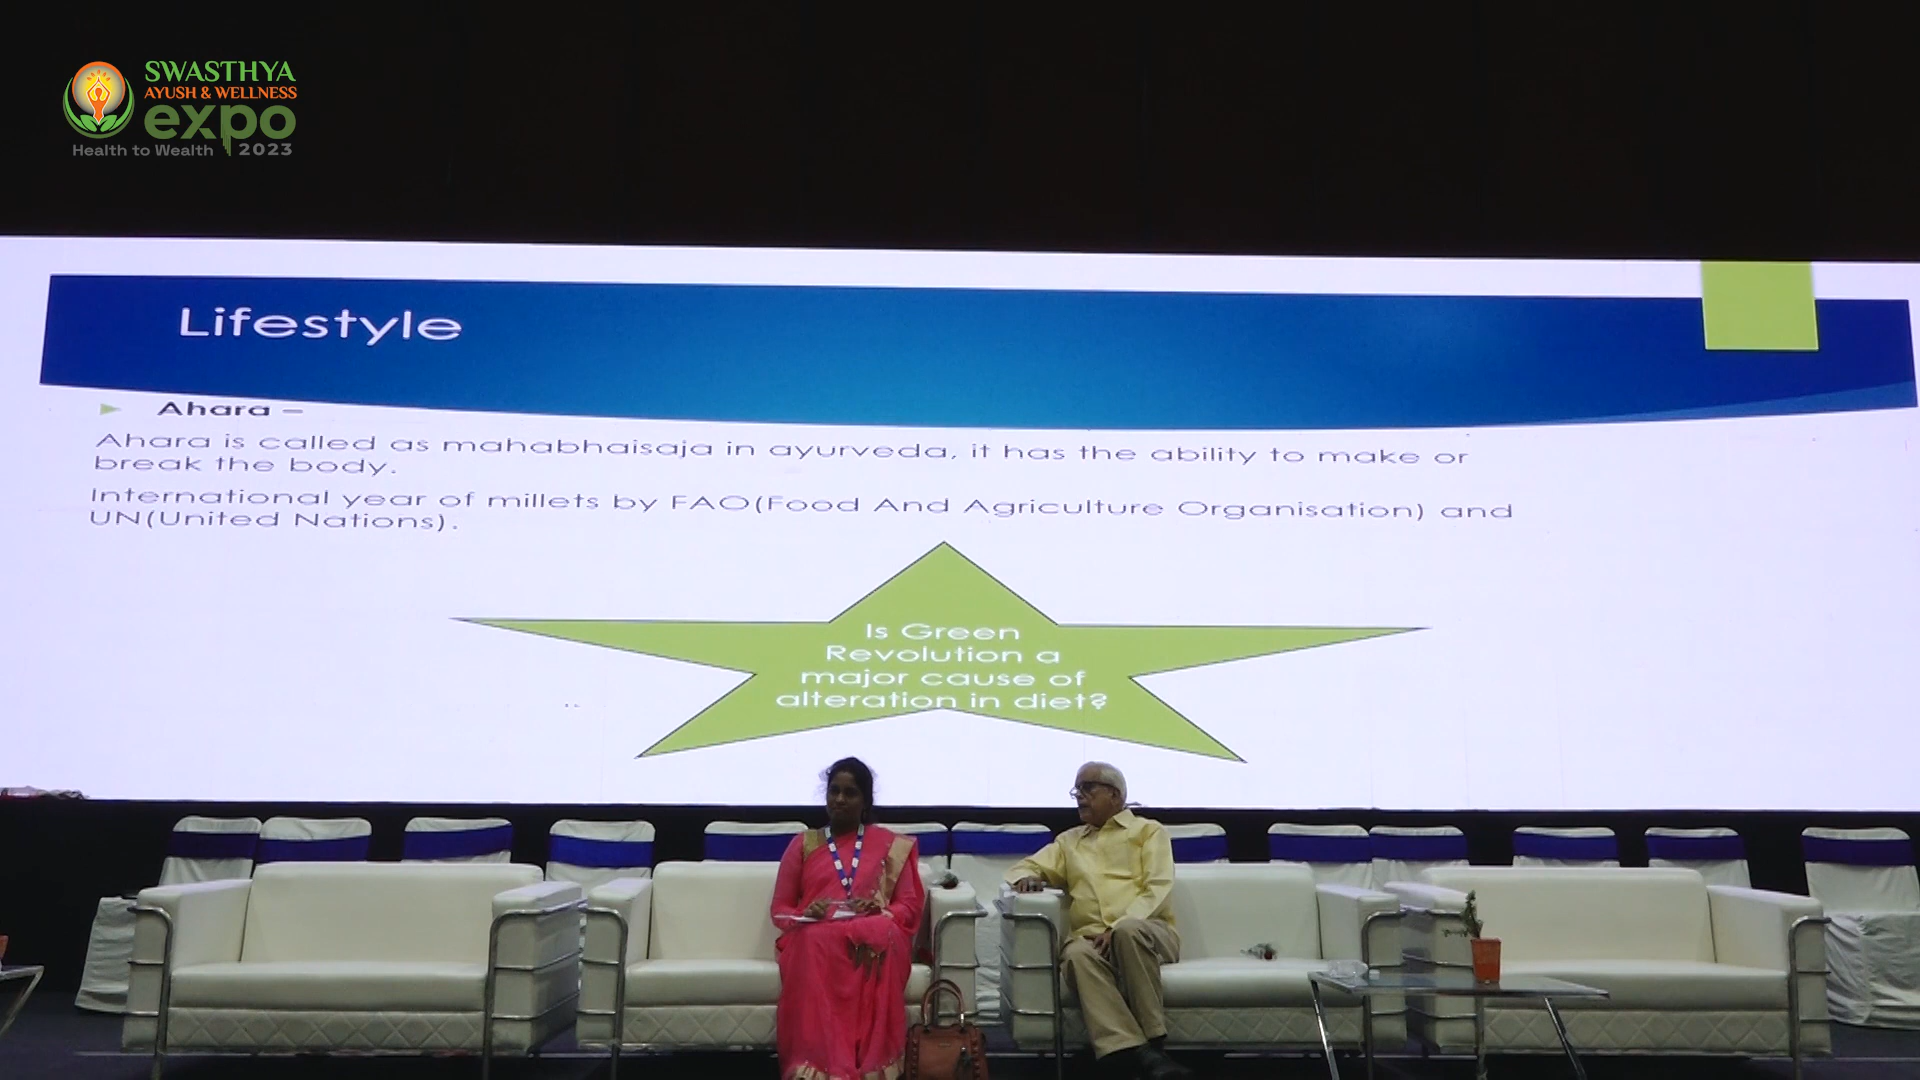 SWASTHYA
AYUSH & WELLNESS
expo
Health to Wealth 2023
Lifestyle
Ahara –
Ahara is called as mahabhaisaja in ayurveda, it has the ability to make or
break the body.
International year of millets by FAO(Food And Agriculture Organisation) and
UN(United Nations).
Is Green
Revolution a
major cause of
alteration in diet?